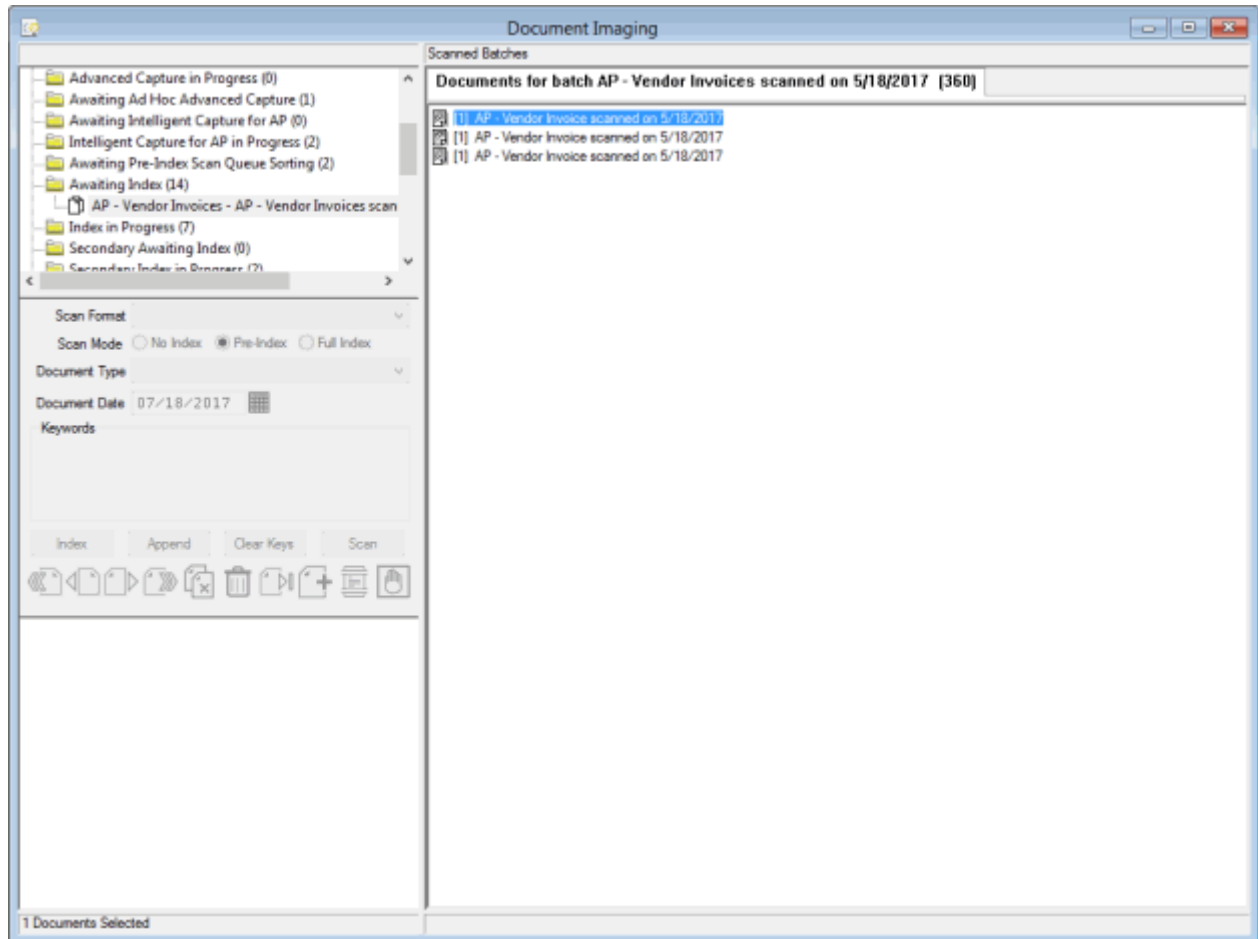 Document Imaging
Scanned Batches
Advanced Capture in Progress (0)
Awaiting Ad Hoc Advanced Capture (1)
Awaiting Intelligent Capture for AP (0)
Intelligent Capture for AP in Progress (2)
Awaiting Pre-Index Scan Queue Sorting (2)
Awaiting Index (14)
AP - Vendor Invoices - AP - Vendor Invoices scan
Index in Progress (7)
Secondary Awaiting Index (0)
Secondary Index in Progress (2)
Scan Format
Scan Mode No Index Pre-Index Full Index
Document Type
Document Date 07/18/2017
Keywords
Index Append Clear Keys Scan
1 Documents Selected
Documents for batch AP - Vendor Invoices scanned on 5/18/2017 (360)
[1] AP - Vendor Invoice scanned on 5/18/2017
[1] AP - Vendor Invoice scanned on 5/18/2017
[1] AP - Vendor Invoice scanned on 5/18/2017